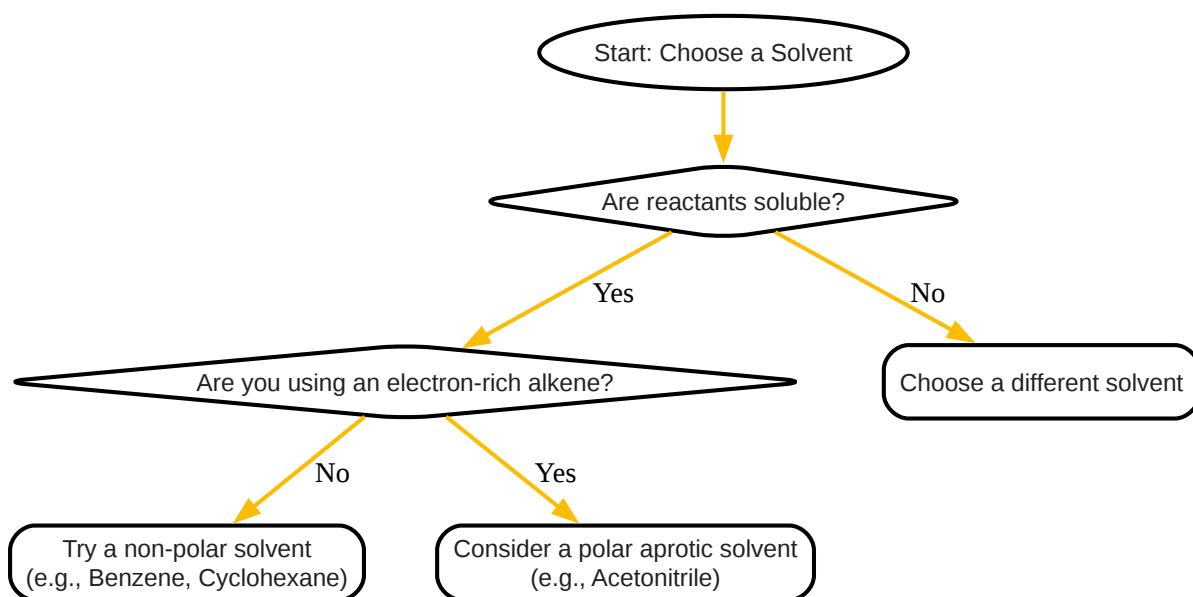 Start: Choose a Solvent
Are reactants soluble?
Yes
No
Are you using an electron-rich alkene?
Choose a different solvent
No
Yes
Try a non-polar solvent
(e.g., Benzene, Cyclohexane)
Consider a polar aprotic solvent
(e.g., Acetonitrile)